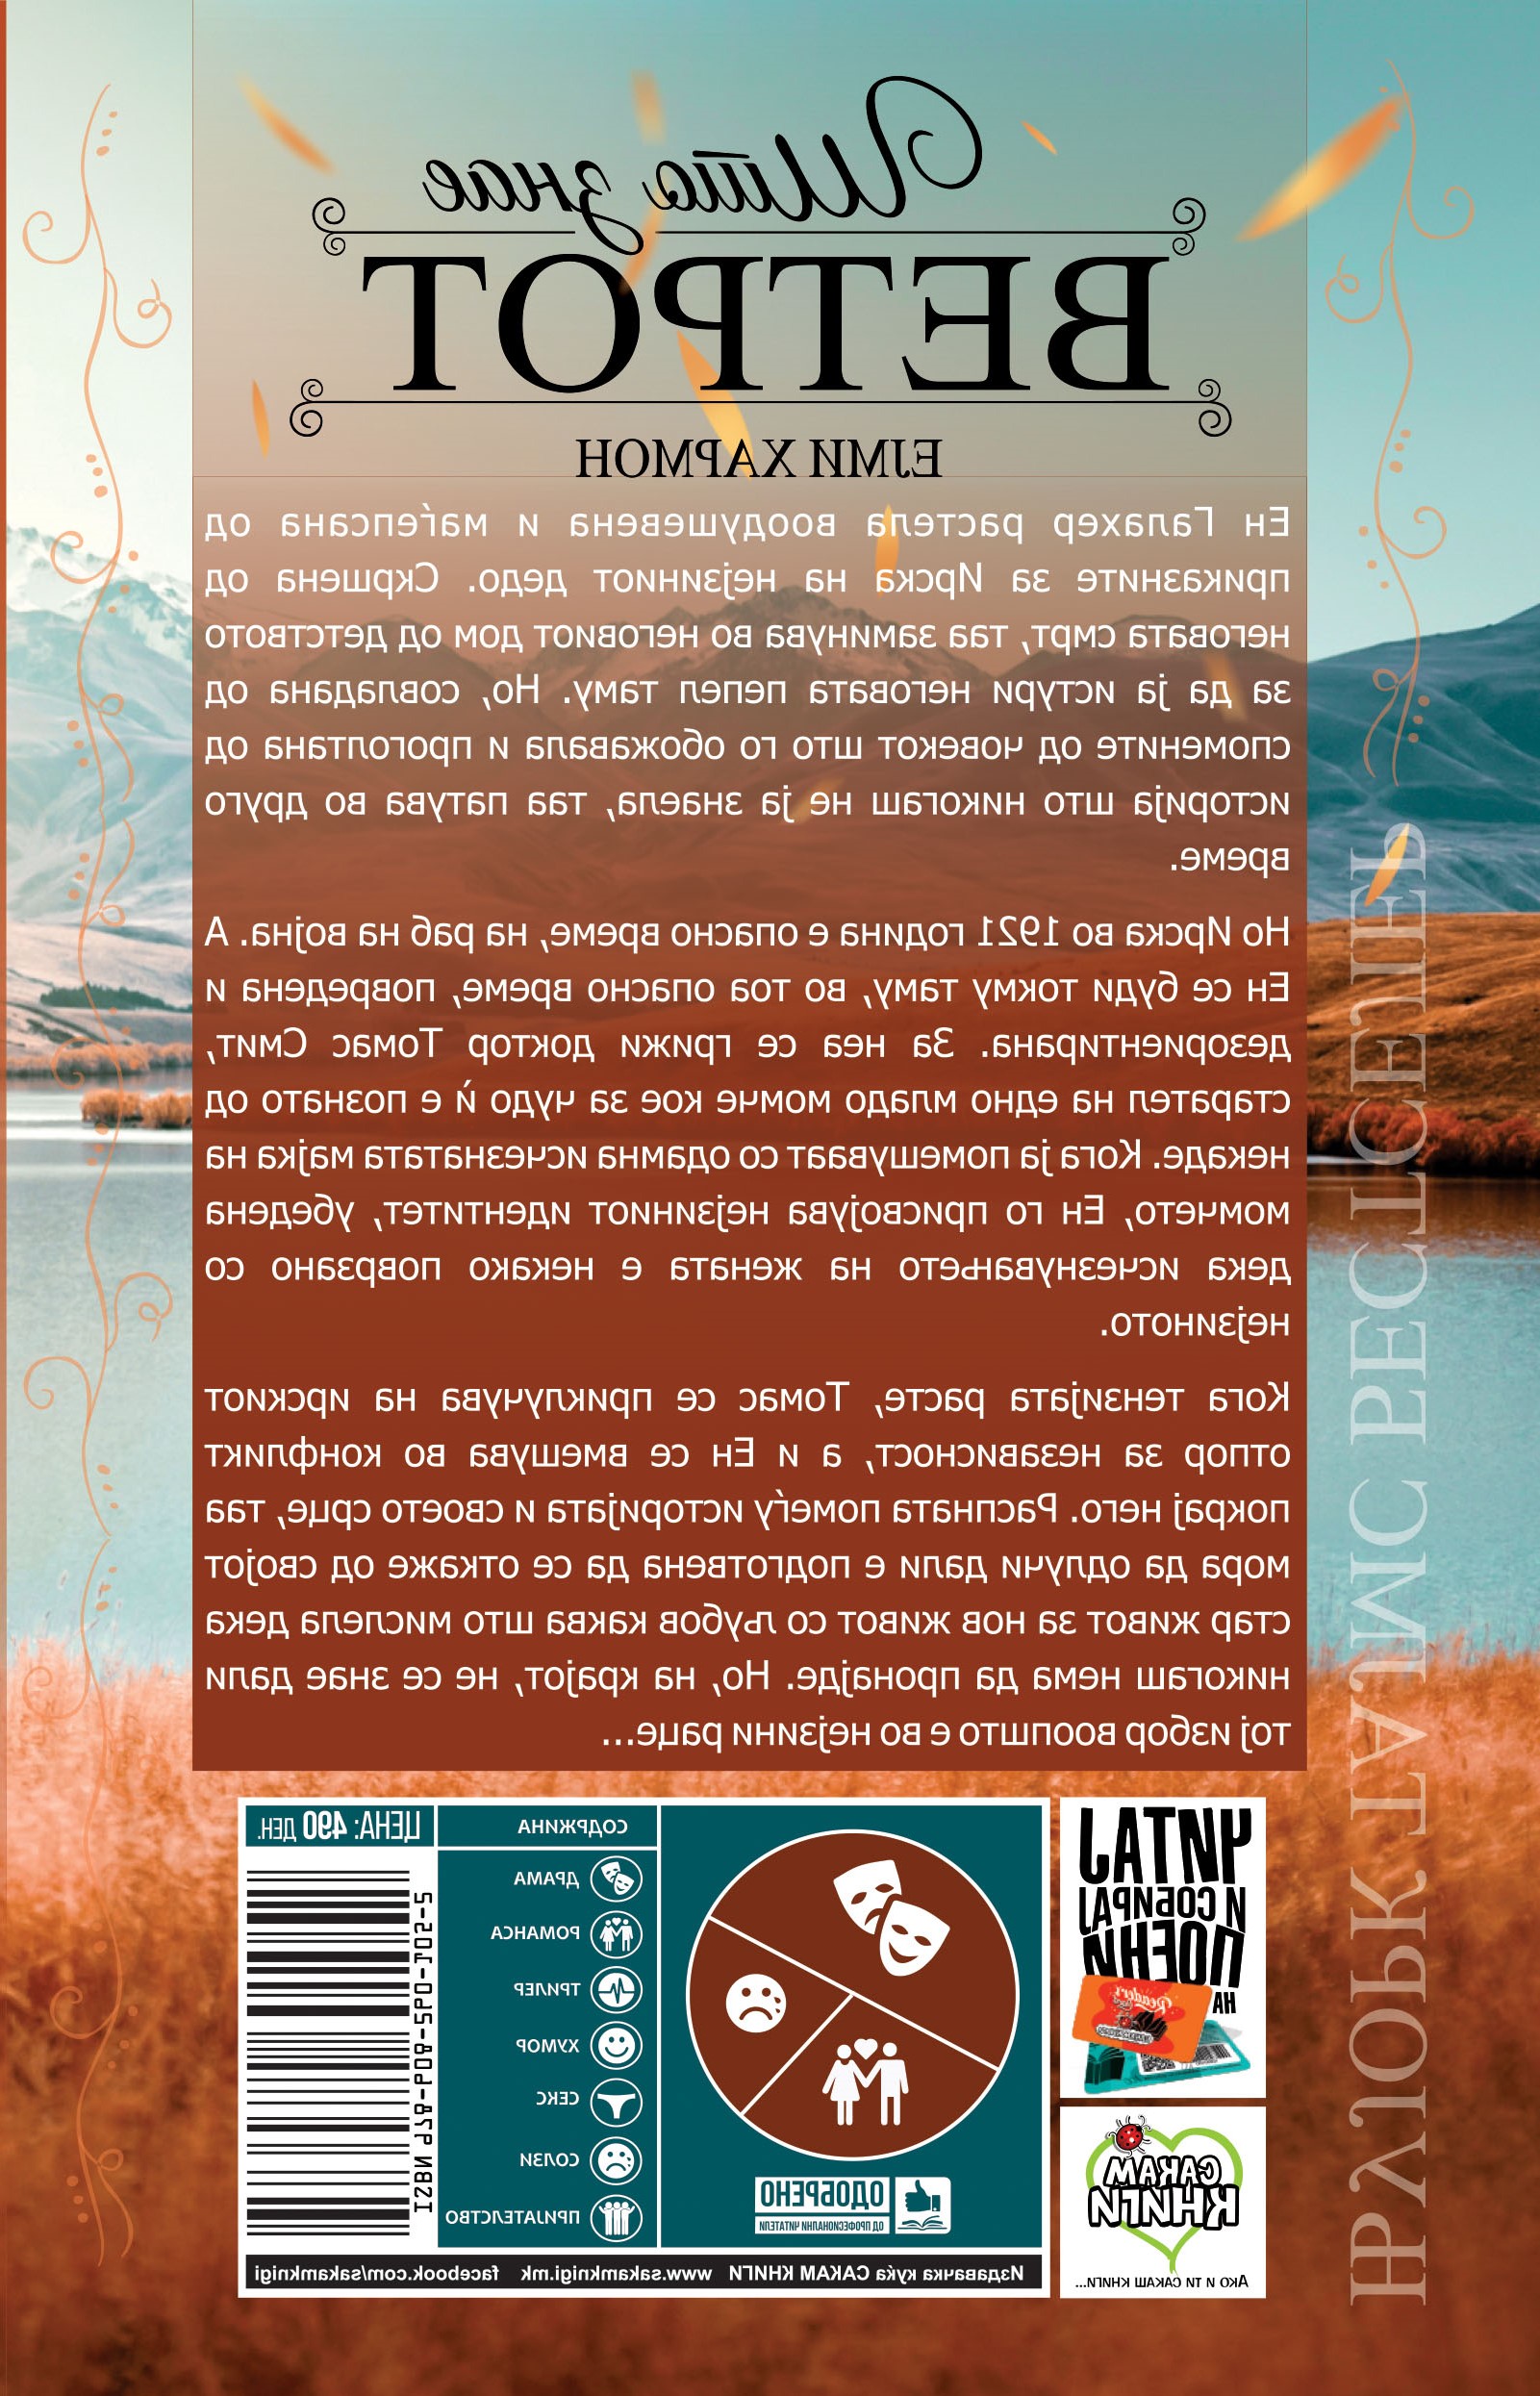 Што знае
ВЕТРОТ
ЕЈМИ ХАРМОН
Ен Галахер растела воодушевена и маѓепсана од
приказните за Ирска на нејзиниот дедо. Скршена од
неговата смрт, таа заминува во неговиот дом од детството
за да ја истури неговата пепел таму. Но, совладана од
спомените од човекот што го обожавала и проголтана од
историја што никогаш не ја знаела, таа патува во друго
време.
Но Ирска во 1921 година е опасно време, на раб на војна. А
Ен се буди токму таму, во тоа опасно време, повредена и
дезориентирана. За неа се грижи доктор Томас Смит,
старател на едно младо момче кое за чудо ѝ е познато од
некаде. Кога ја помешуваат со одамна исчезнатата мајка на
момчето, Ен го присвојува нејзиниот идентитет, убедена
дека исчезнувањето на жената е некако поврзано со
нејзиното.
Кога тензијата расте, Томас се приклучува на ирскиот
отпор за независност, а и Ен се вмешува во конфликт
покрај него. Распната помеѓу историјата и своето срце, таа
мора да одлучи дали е подготвена да се откаже од својот
стар живот за нов живот со љубов каква што мислела дека
никогаш нема да пронајде. Но, на крајот, не се знае дали
тој избор воопшто е во нејзини раце...
ЧИТАЈ
И СОБИРАЈ
ПОЕНИ
НА
Reader's
САКАМ
КНИГИ
Ако и ти сакаш книги...
ОДОБРЕНО
ОД ПРОФЕСИОНАЛНИ ЧИТАТЕЛИ
СОДРЖИНА
ДРАМА
РОМАНСА
ТРИЛЕР
ХУМОР
СЕКС
СОЛЗИ
ПРИЈАТЕЛСТВО
ЦЕНА: 490 ДЕН.
ISBN 978-608-509-107-5
Издавачка куќа САКАМ КНИГИ www.sakamknigi.mk facebook.com/sakamknigi